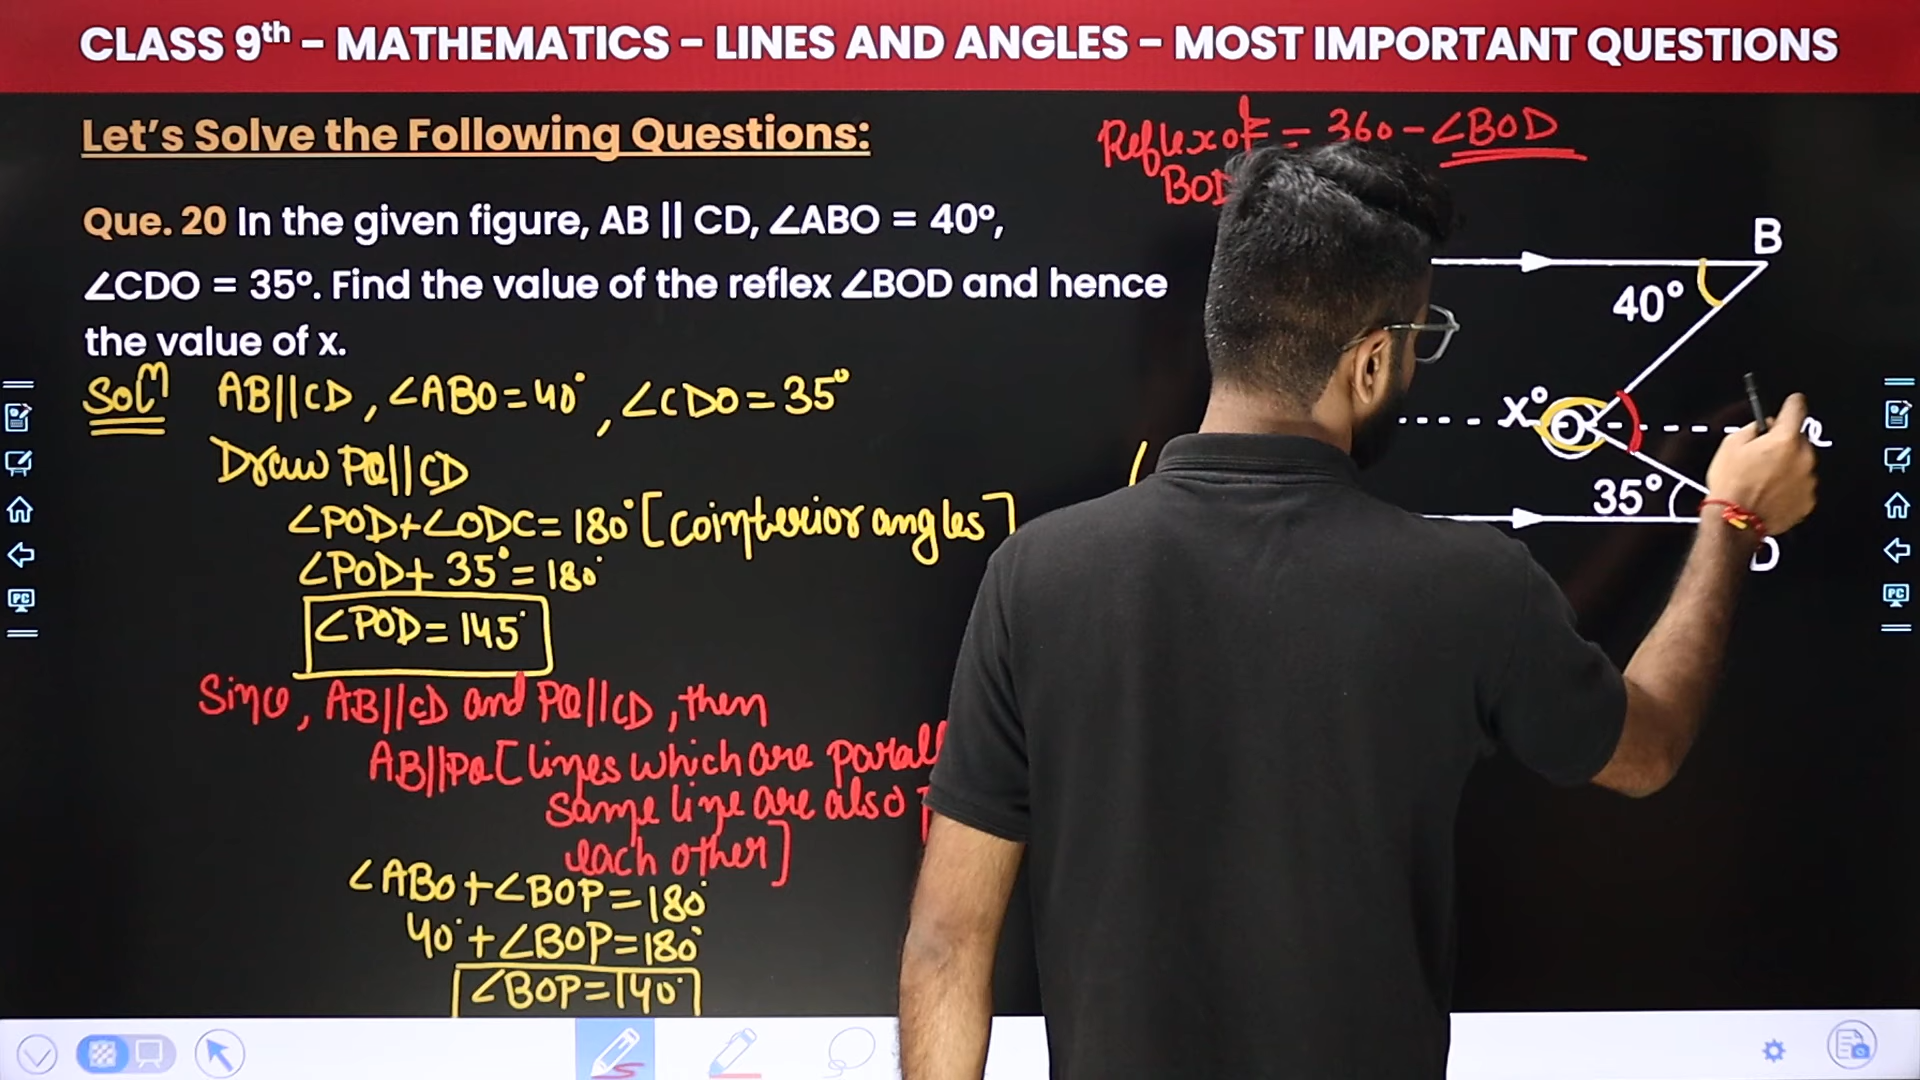 CLASS 9th - MATHEMATICS - LINES AND ANGLES - MOST IMPORTANT QUESTIONS
Let's Solve the Following Questions:
Que. 20 In the given figure, AB || CD, ∠ABO = 40°,
∠CDO = 35°. Find the value of the reflex ∠BOD and hence
the value of x.
Solⁿ AB||CD, ∠ABO=40°, ∠CDO=35°
Draw PQ||CD
∠POD+∠ODC=180° [Cointerior angles]
∠POD+ 35°=180°
∠POD=145°
Since, AB||CD and PQ||CD, then
AB||PQ [lines which are
same line are also
each other]
∠ABO+∠BOP=180°
40°+∠BOP=180°
∠BOP=140°
Reflex of = 360-∠BOD
BOD
B
40°
x°
O
35°
D
PC
PC